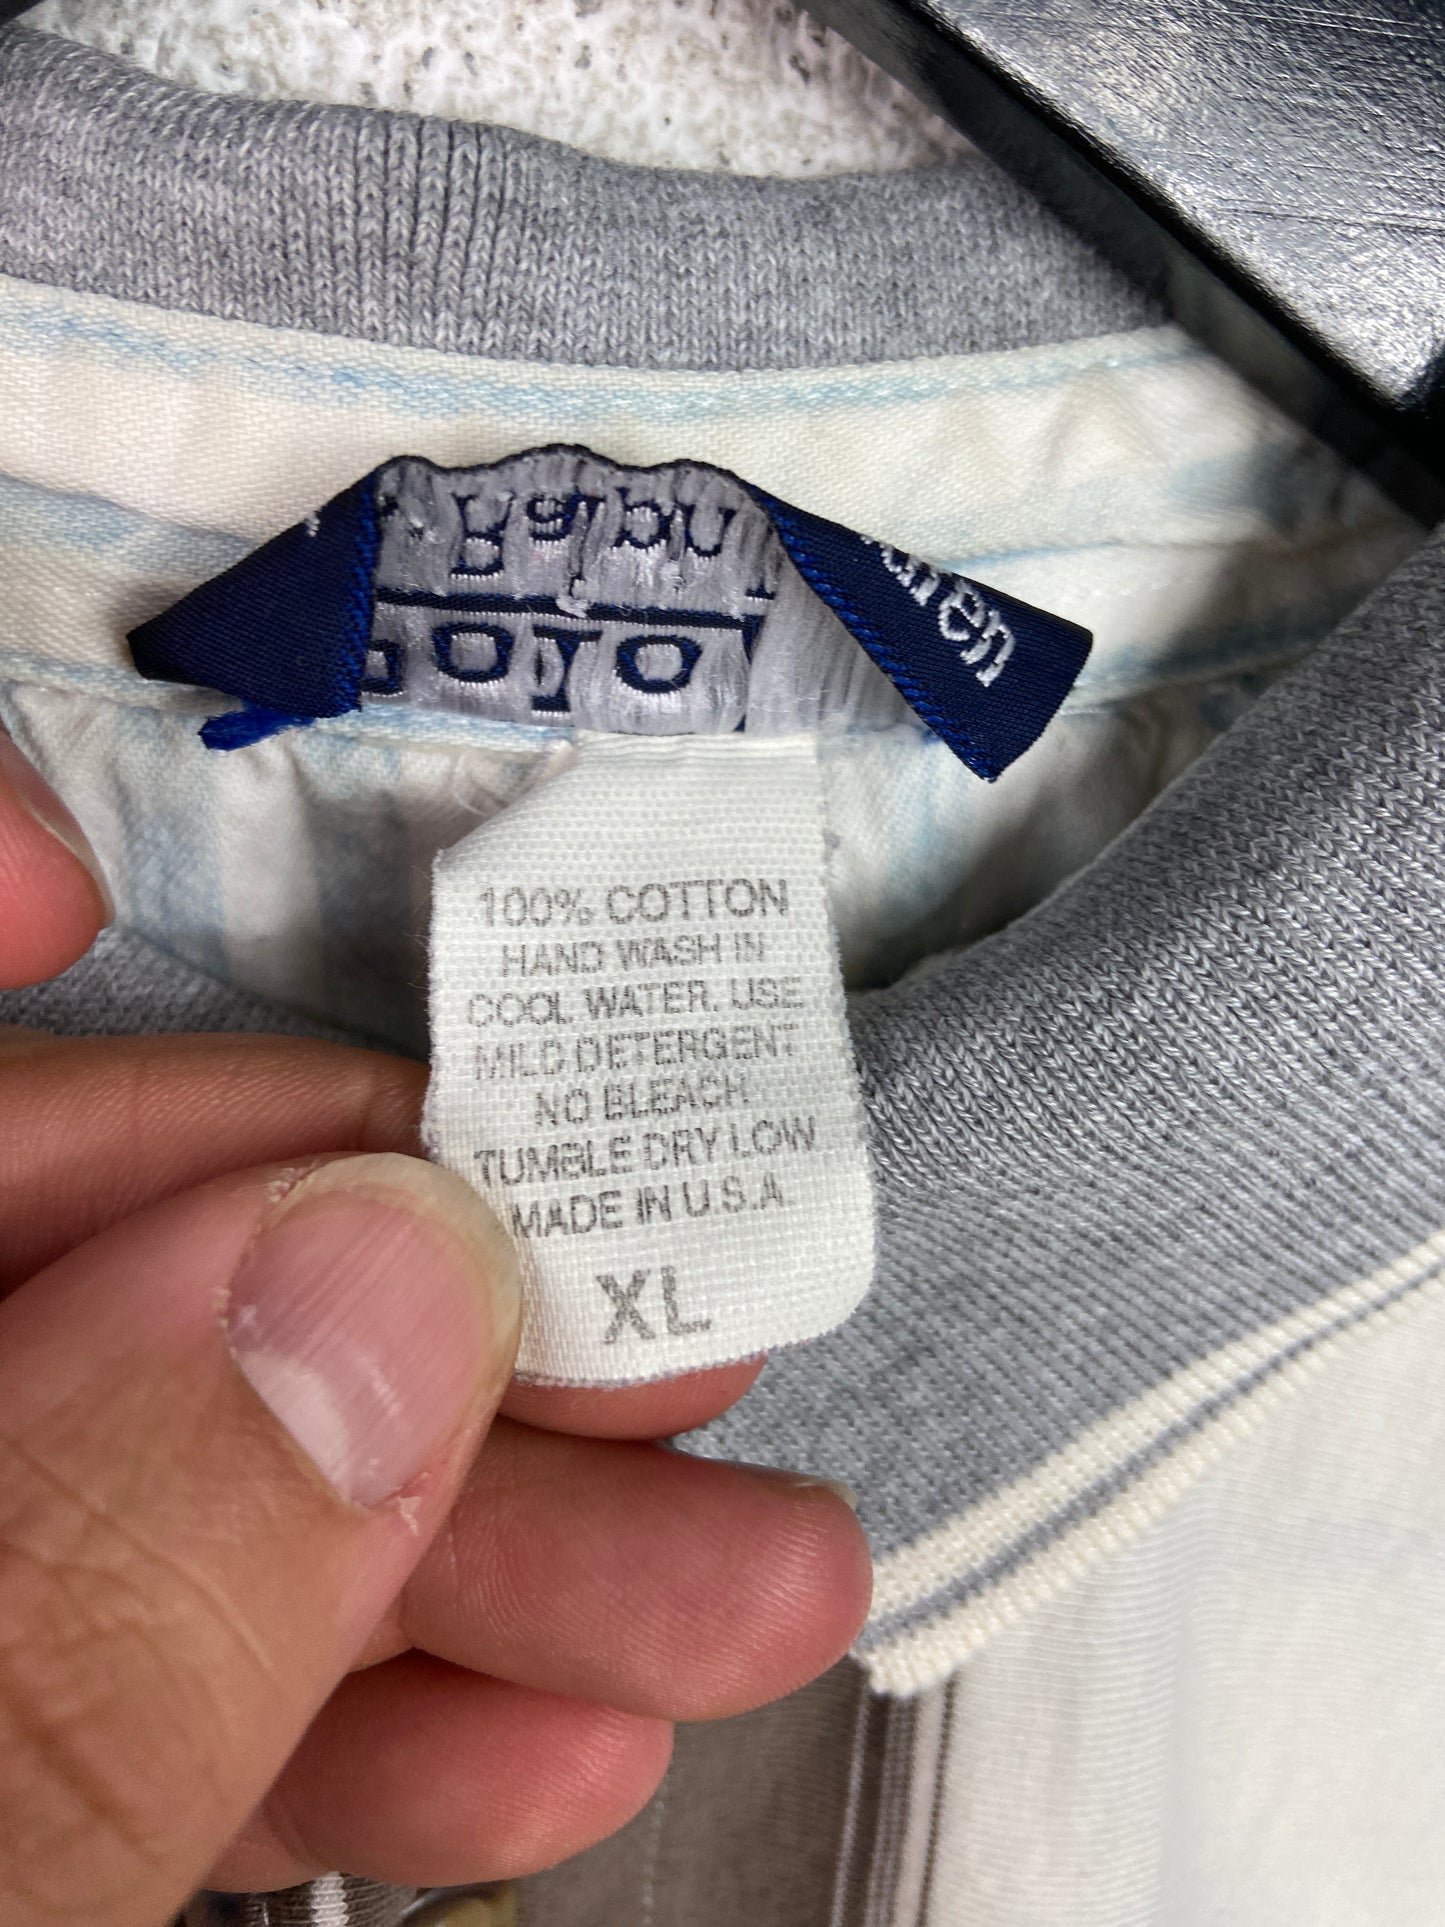 100% COTTON
HAND WASH IN
COOL WATER. USE
MILD DETERGENT
NO BLEACH
TUMBLE DRY LOW
MADE IN U.S.A
XL